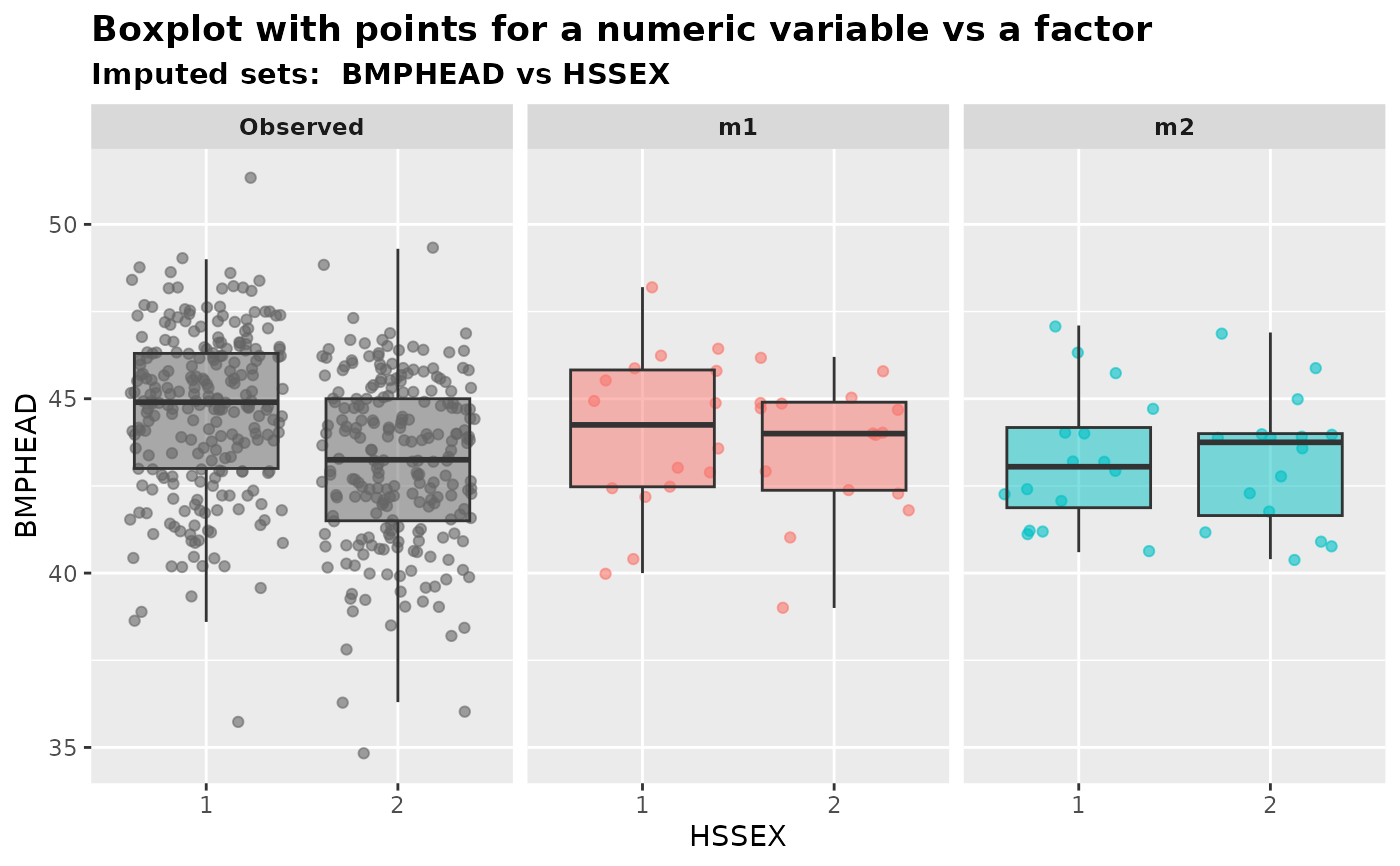 Boxplot with points for a numeric variable vs a factor
Imputed sets:  BMPHEAD vs HSSEX
Observed
m1
m2
BMPHEAD
50
45
40
35
1
2
1
2
1
2
HSSEX